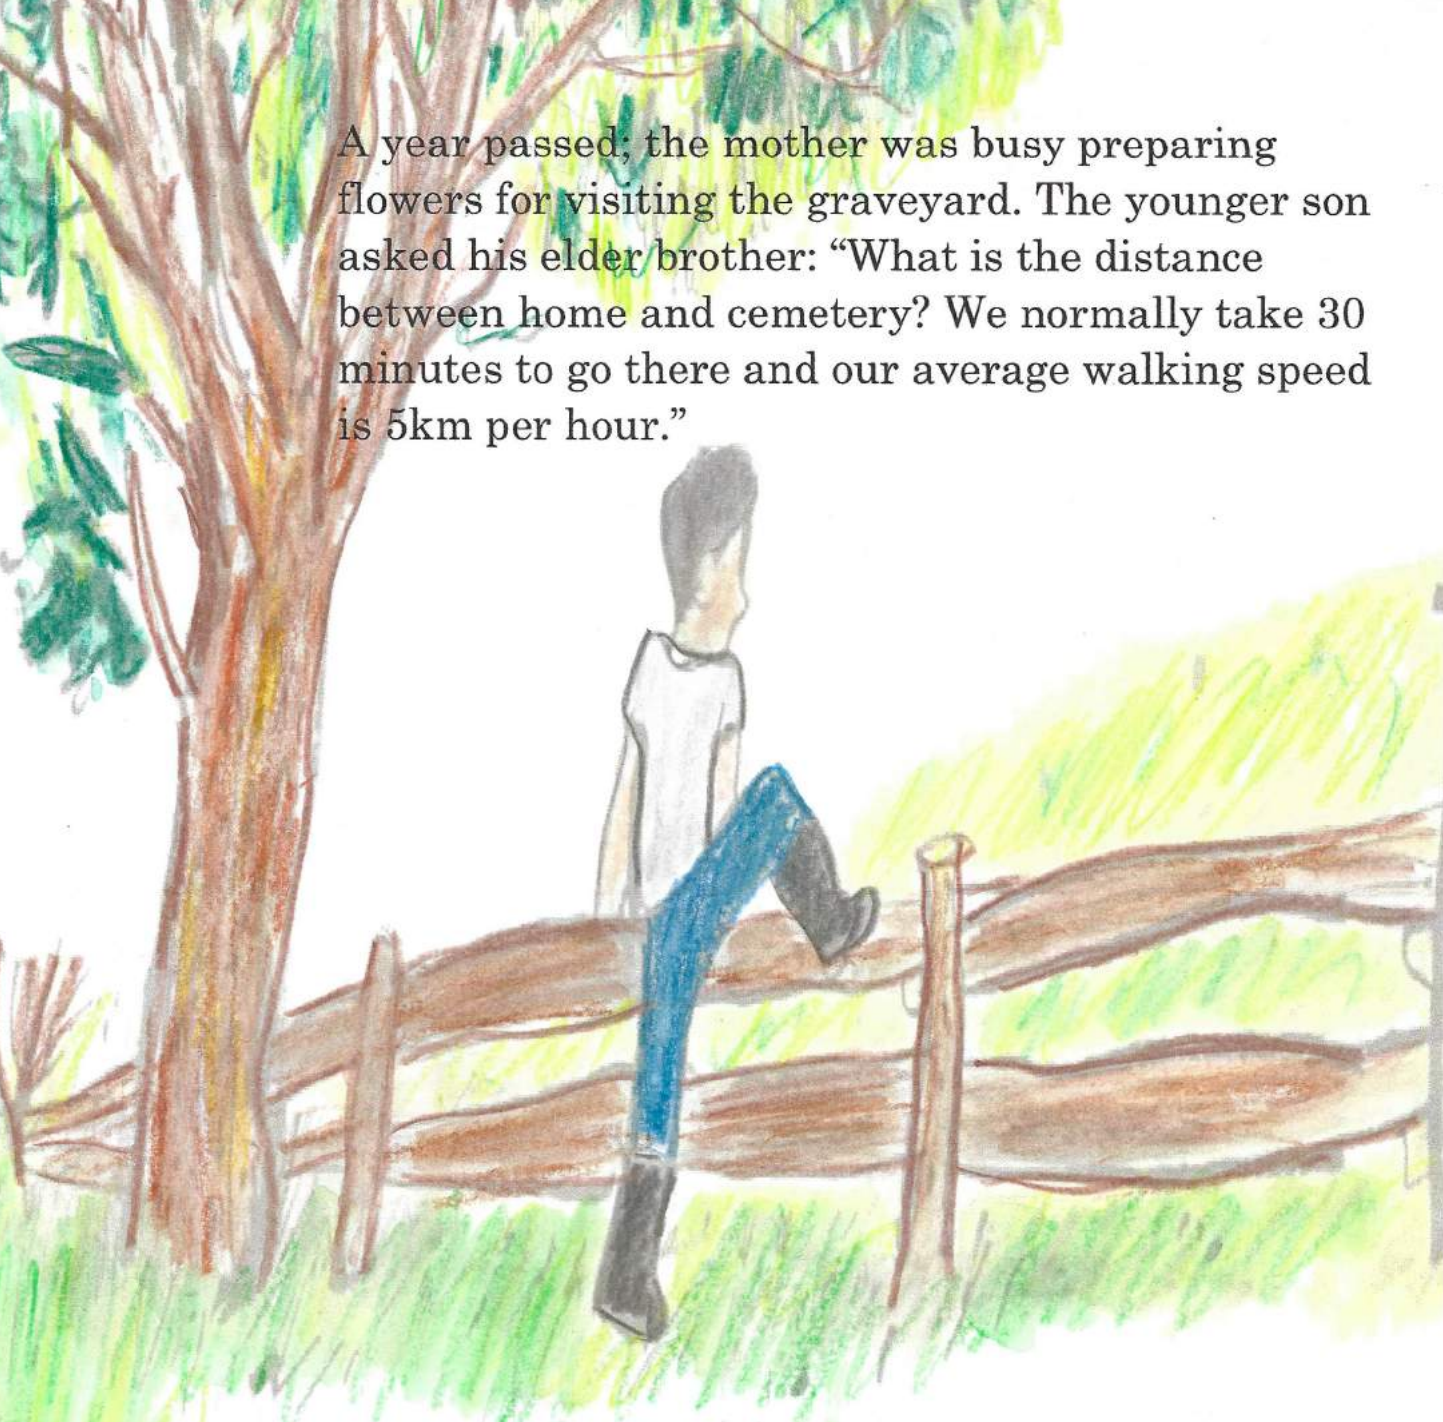 A year passed; the mother was busy preparing
flowers for visiting the graveyard. The younger son
asked his elder brother: “What is the distance
between home and cemetery? We normally take 30
minutes to go there and our average walking speed
is 5km per hour.”